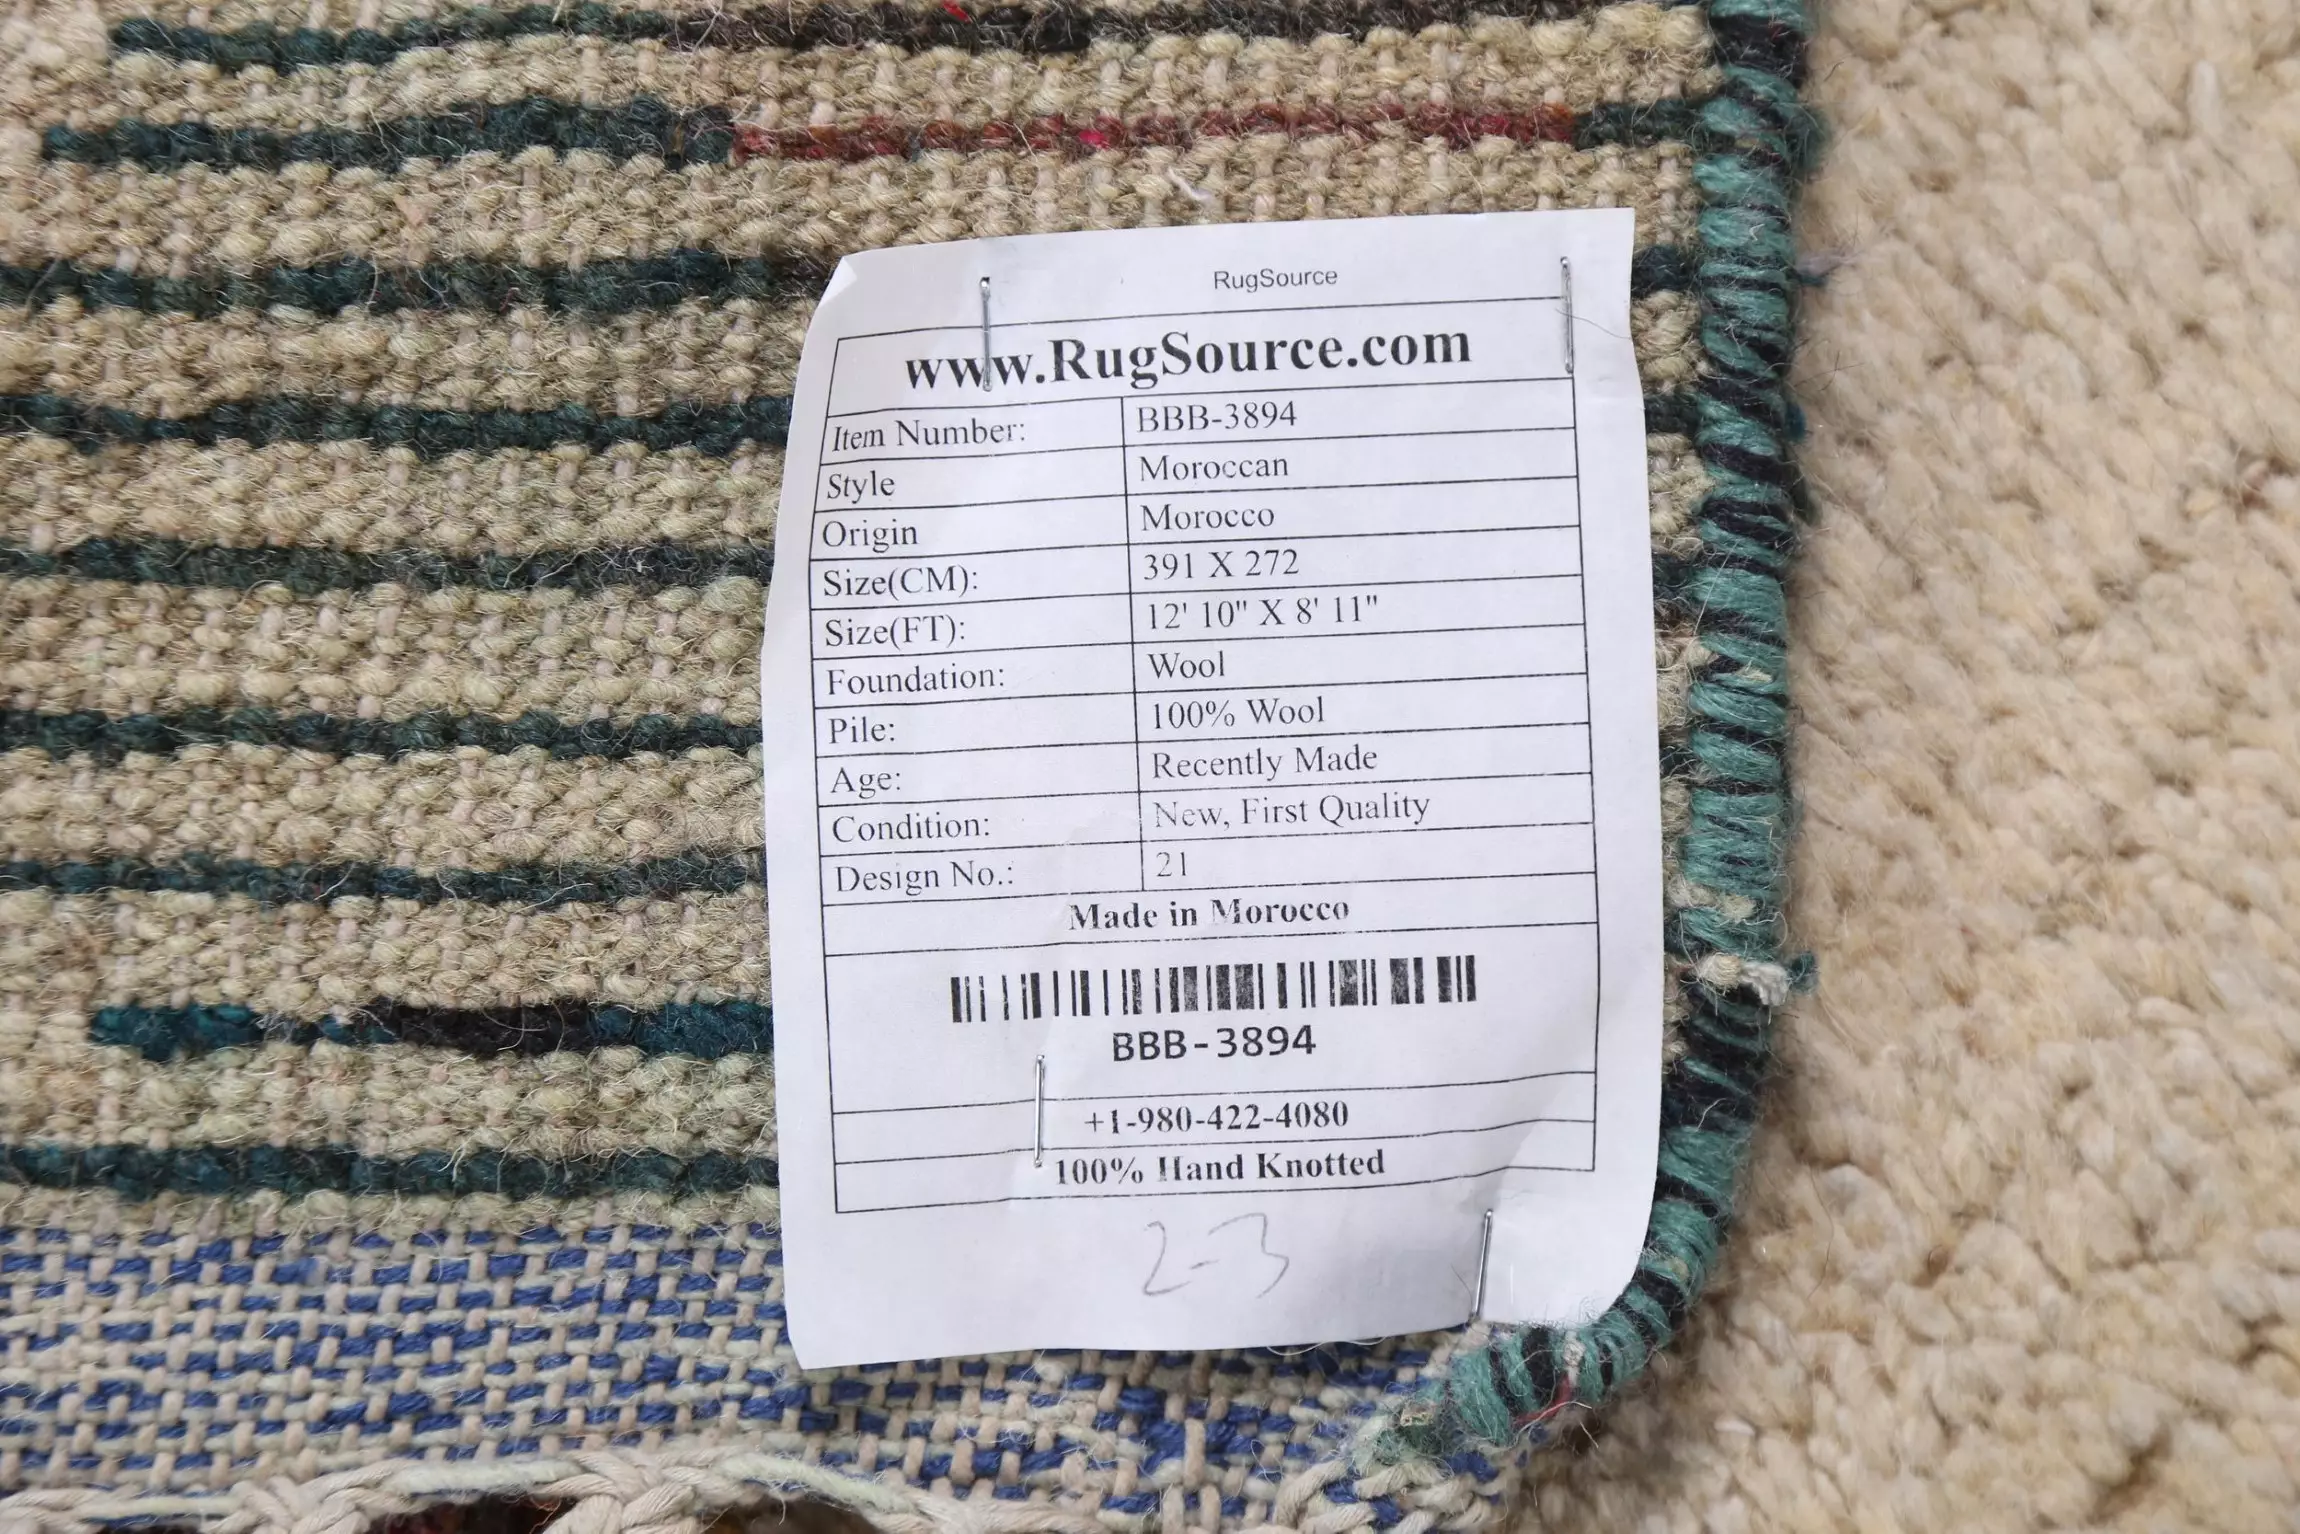 RugSource
www.RugSource.com
Item Number: BBB-3894
Style Moroccan
Origin Morocco
Size(CM): 391 X 272
Size(FT): 12' 10" X 8' 11"
Foundation: Wool
Pile: 100% Wool
Age: Recently Made
Condition: New, First Quality
Design No.: 21
Made in Morocco
BBB-3894
+1-980-422-4080
100% Hand Knotted
2-3